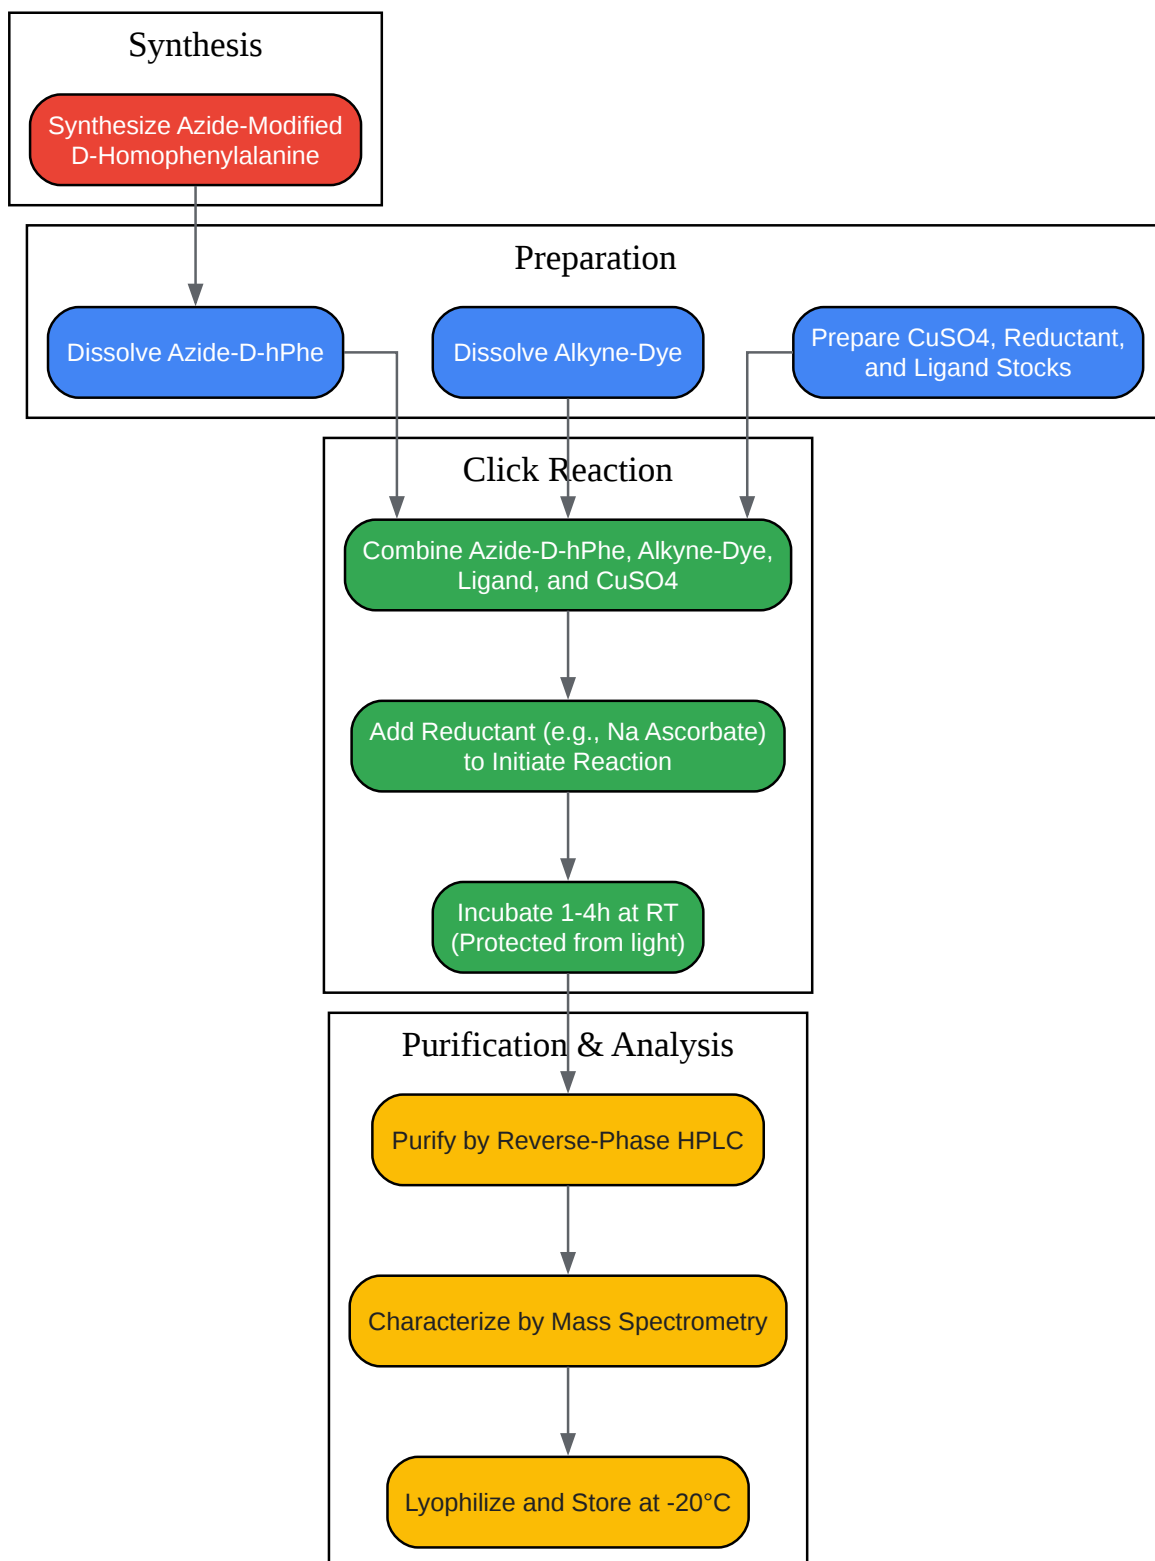 Synthesis
Synthesize Azide-Modified
D-Homophenylalanine
Preparation
Dissolve Azide-D-hPhe
Dissolve Alkyne-Dye
Prepare CuSO4, Reductant,
and Ligand Stocks
Click Reaction
Combine Azide-D-hPhe, Alkyne-Dye,
Ligand, and CuSO4
Add Reductant (e.g., Na Ascorbate)
to Initiate Reaction
Incubate 1-4h at RT
(Protected from light)
Purification & Analysis
Purify by Reverse-Phase HPLC
Characterize by Mass Spectrometry
Lyophilize and Store at -20°C